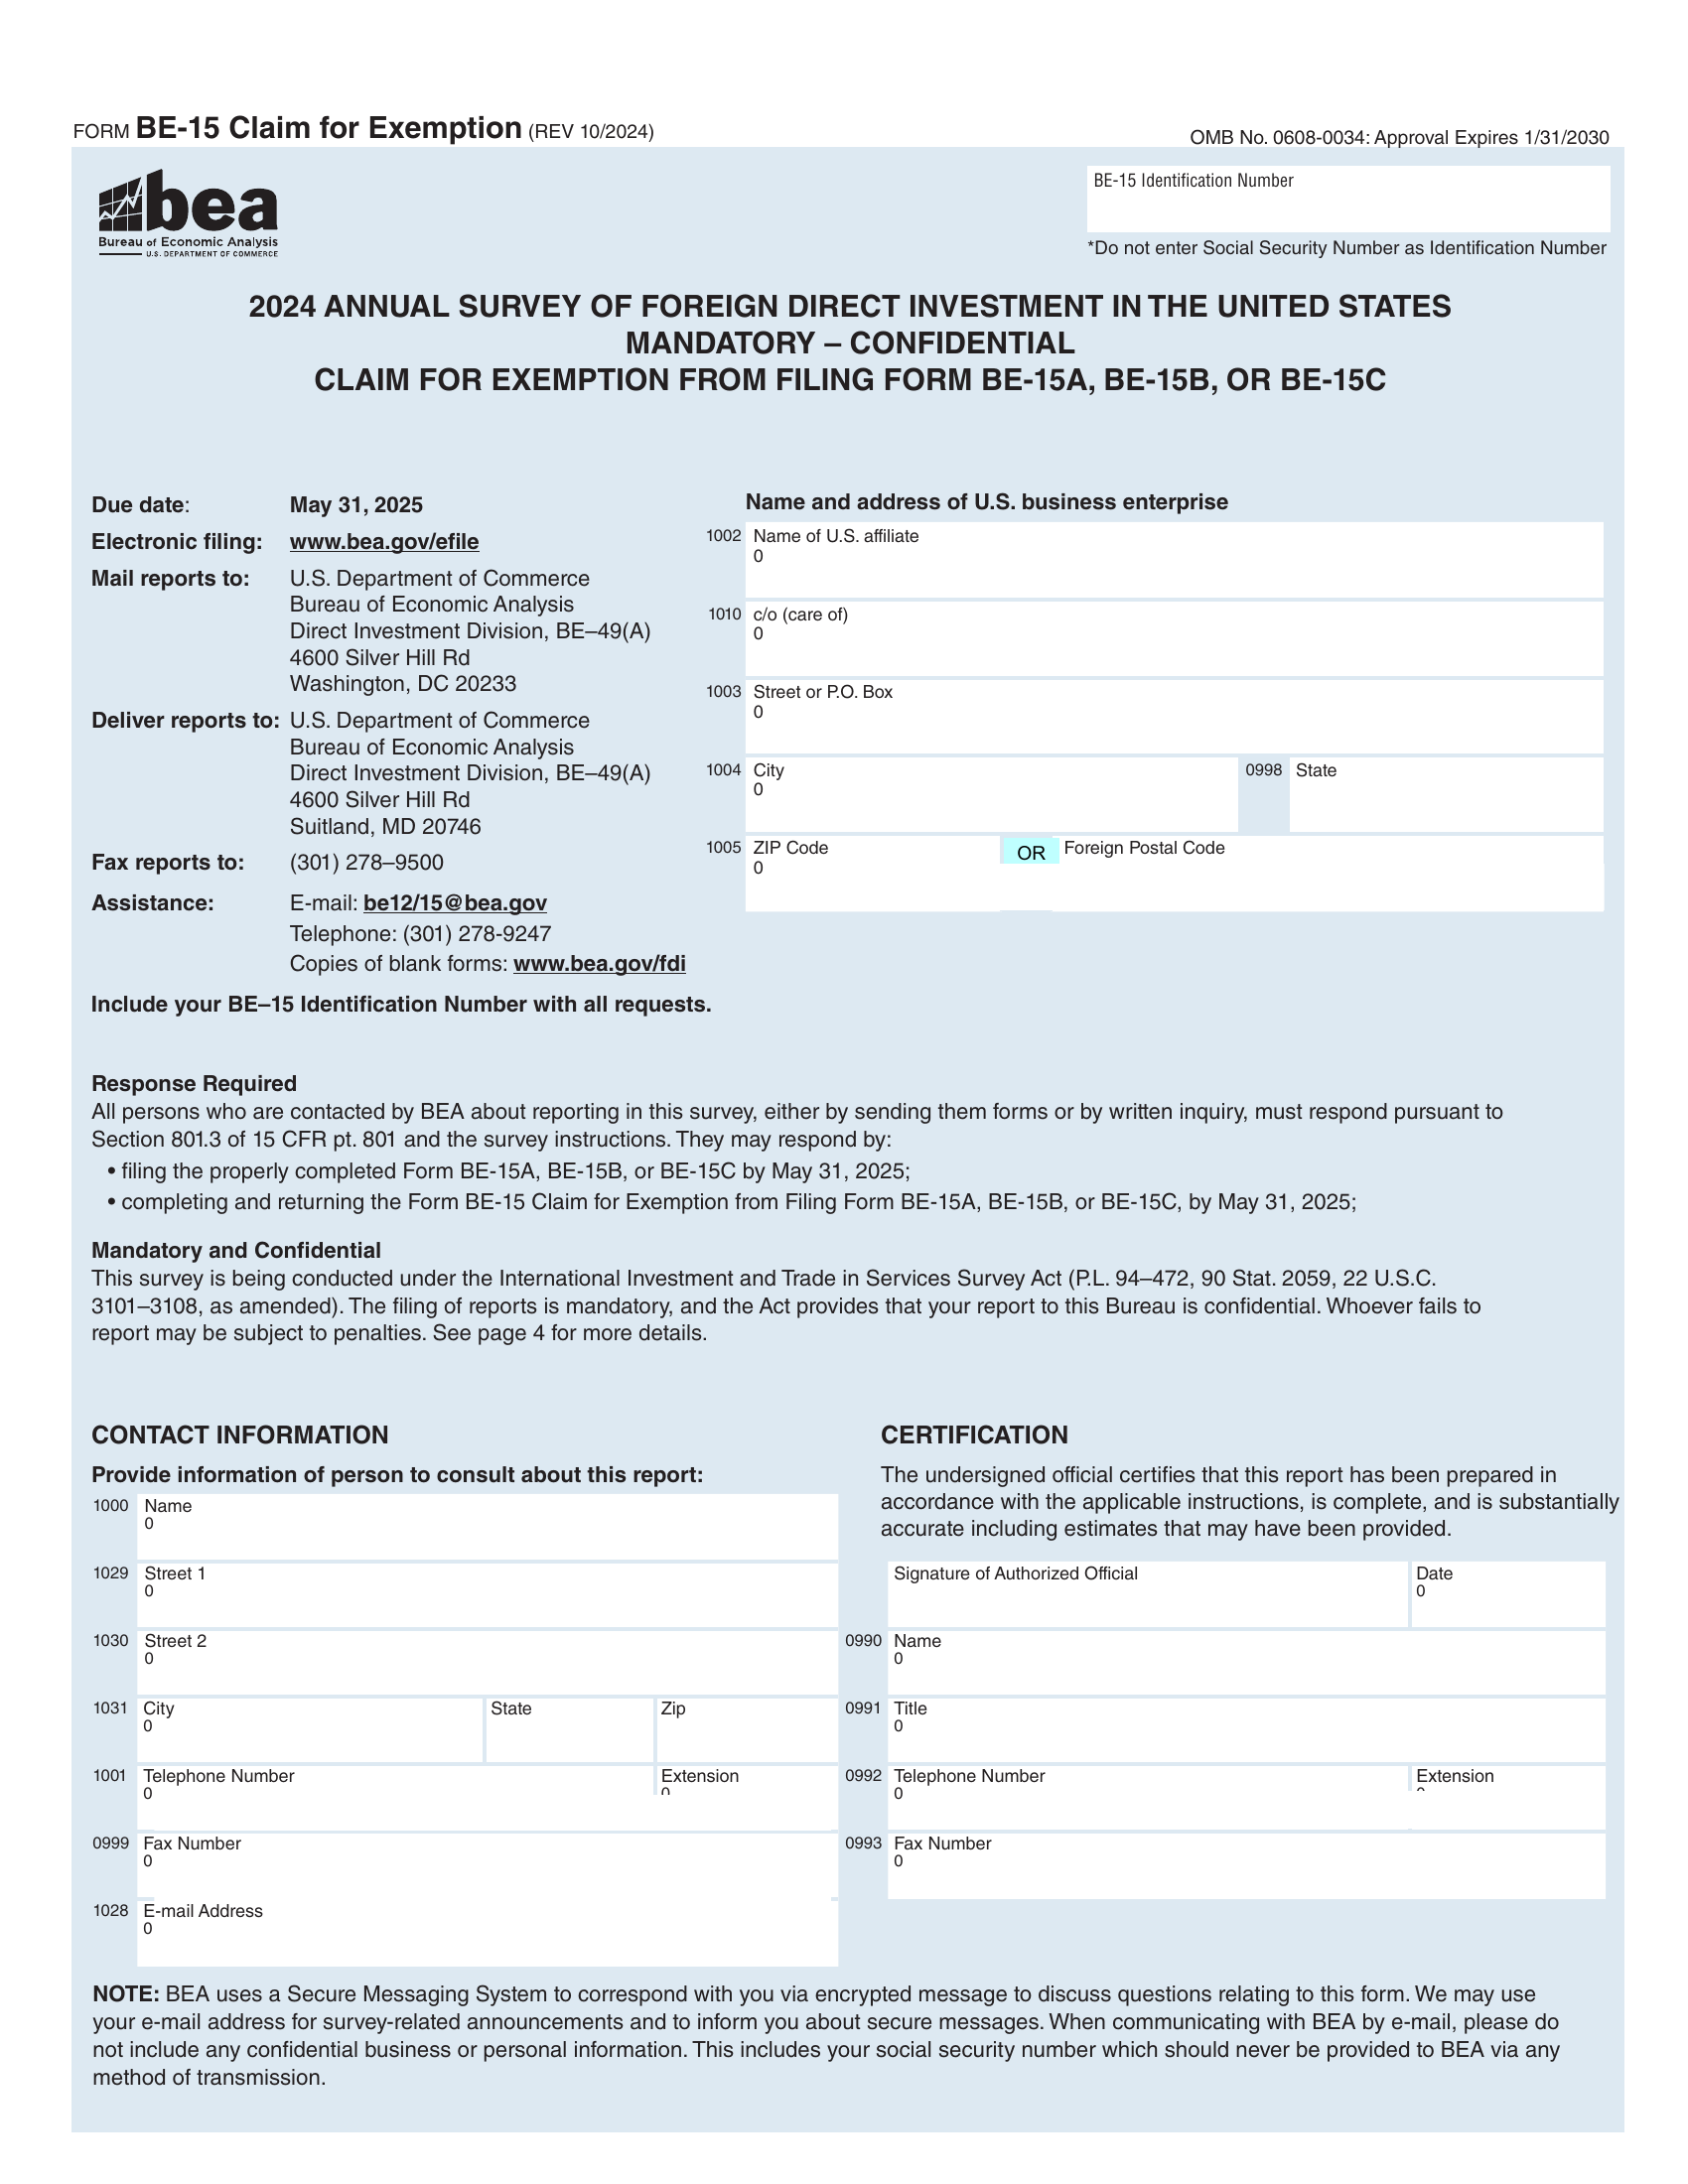 FORM BE-15 Claim for Exemption (REV 10/2024)
OMB No. 0608-0034: Approval Expires 1/31/2030
bea
Bureau of Economic Analysis
U.S. DEPARTMENT OF COMMERCE
BE-15 Identification Number
*Do not enter Social Security Number as Identification Number
2024 ANNUAL SURVEY OF FOREIGN DIRECT INVESTMENT IN THE UNITED STATES
MANDATORY – CONFIDENTIAL
CLAIM FOR EXEMPTION FROM FILING FORM BE-15A, BE-15B, OR BE-15C
Due date: May 31, 2025
Electronic filing: www.bea.gov/efile
Mail reports to: U.S. Department of Commerce
Bureau of Economic Analysis
Direct Investment Division, BE–49(A)
4600 Silver Hill Rd
Washington, DC 20233
Deliver reports to: U.S. Department of Commerce
Bureau of Economic Analysis
Direct Investment Division, BE–49(A)
4600 Silver Hill Rd
Suitland, MD 20746
Fax reports to: (301) 278–9500
Assistance: E-mail: be12/15@bea.gov
Telephone: (301) 278-9247
Copies of blank forms: www.bea.gov/fdi
Include your BE–15 Identification Number with all requests.
Name and address of U.S. business enterprise
1002 Name of U.S. affiliate
0
1010 c/o (care of)
0
1003 Street or P.O. Box
0
1004 City 0998 State
0
1005 ZIP Code OR Foreign Postal Code
0
Response Required
All persons who are contacted by BEA about reporting in this survey, either by sending them forms or by written inquiry, must respond pursuant to
Section 801.3 of 15 CFR pt. 801 and the survey instructions. They may respond by:
• filing the properly completed Form BE-15A, BE-15B, or BE-15C by May 31, 2025;
• completing and returning the Form BE-15 Claim for Exemption from Filing Form BE-15A, BE-15B, or BE-15C, by May 31, 2025;
Mandatory and Confidential
This survey is being conducted under the International Investment and Trade in Services Survey Act (P.L. 94–472, 90 Stat. 2059, 22 U.S.C.
3101–3108, as amended). The filing of reports is mandatory, and the Act provides that your report to this Bureau is confidential. Whoever fails to
report may be subject to penalties. See page 4 for more details.
CONTACT INFORMATION
Provide information of person to consult about this report:
1000 Name
0
1029 Street 1
0
1030 Street 2
0
1031 City State Zip
0
1001 Telephone Number Extension
0 0
0999 Fax Number
0
1028 E-mail Address
0
CERTIFICATION
The undersigned official certifies that this report has been prepared in
accordance with the applicable instructions, is complete, and is substantially
accurate including estimates that may have been provided.
Signature of Authorized Official Date
0
0990 Name
0
0991 Title
0
0992 Telephone Number Extension
0
0993 Fax Number
0
NOTE: BEA uses a Secure Messaging System to correspond with you via encrypted message to discuss questions relating to this form. We may use
your e-mail address for survey-related announcements and to inform you about secure messages. When communicating with BEA by e-mail, please do
not include any confidential business or personal information. This includes your social security number which should never be provided to BEA via any
method of transmission.